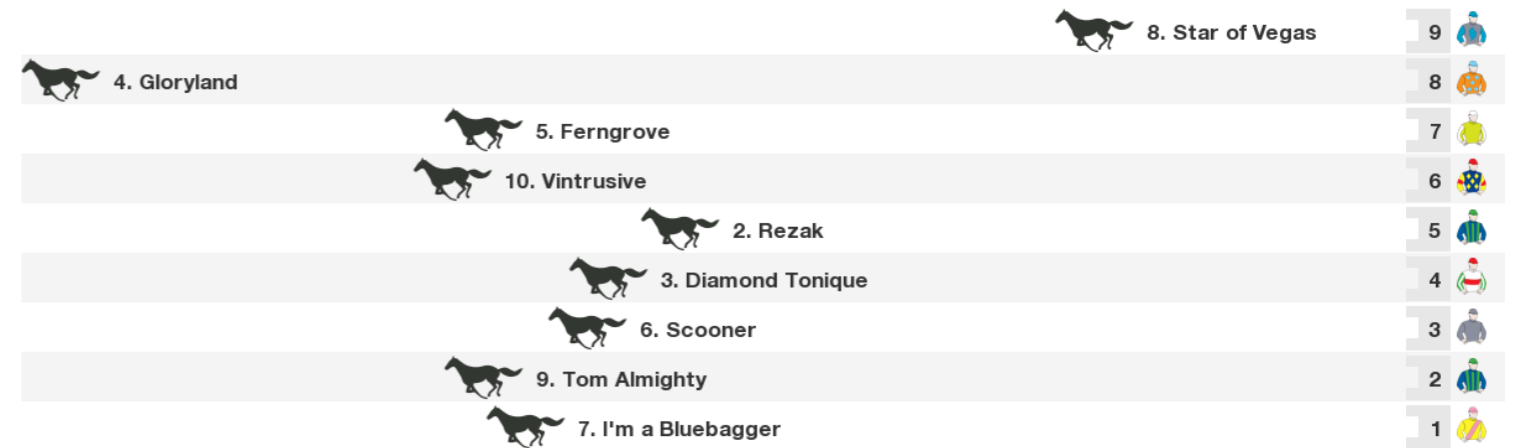 8. Star of Vegas 9
4. Gloryland 8
5. Ferngrove 7
10. Vintrusive 6
2. Rezak 5
3. Diamond Tonique 4
6. Scooner 3
9. Tom Almighty 2
7. I'm a Bluebagger 1